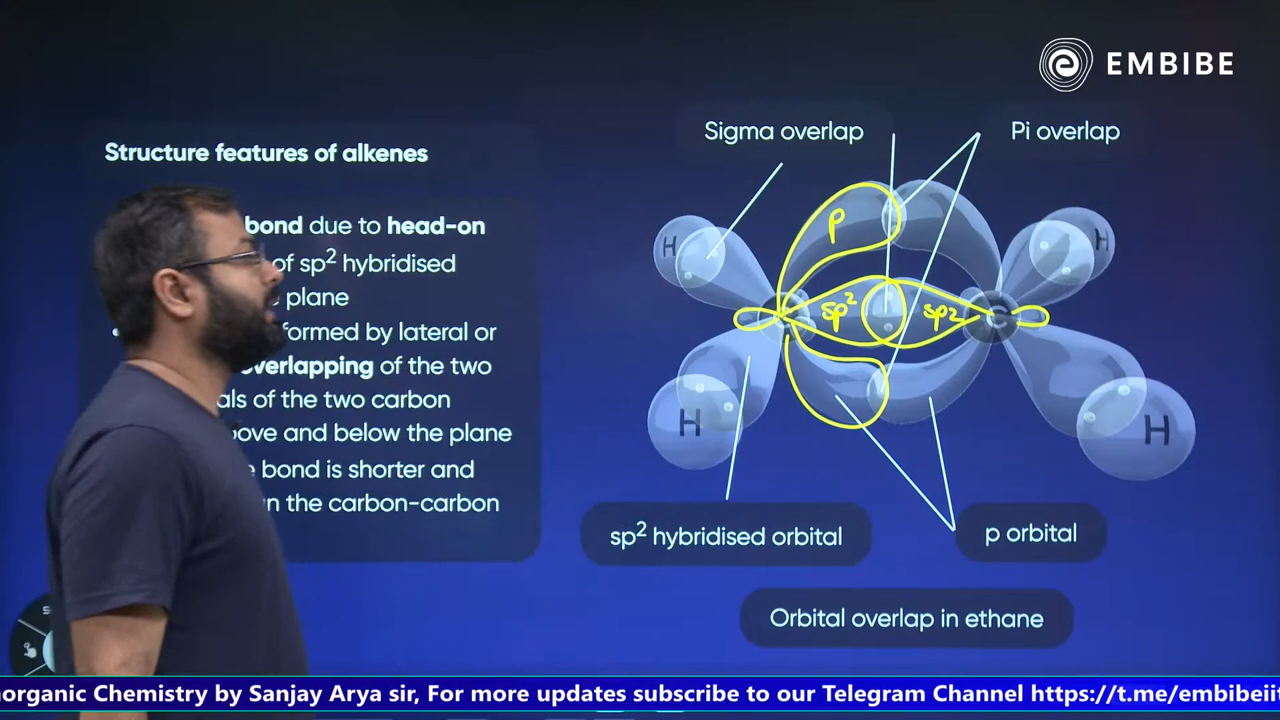 EMBIBE
Sigma overlap
Pi overlap
Structure features of alkenes
bond due to head-on
of sp² hybridised
plane
formed by lateral or
overlapping of the two
als of the two carbon
ove and below the plane
bond is shorter and
n the carbon-carbon
H
H
p
sp²
sp2
C
H
H
sp² hybridised orbital
p orbital
Orbital overlap in ethane
norganic Chemistry by Sanjay Arya sir, For more updates subscribe to our Telegram Channel https://t.me/embibeiit